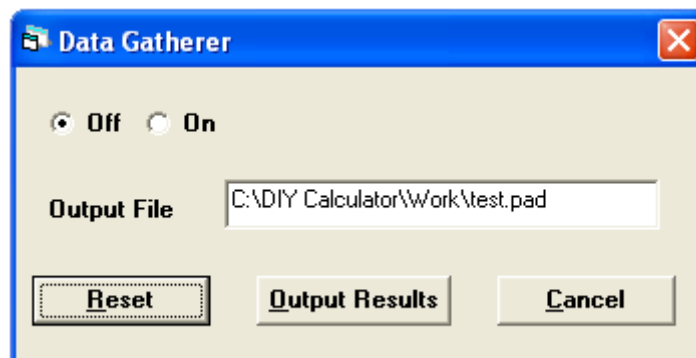 Data Gatherer
Off On
Output File C:\DIY Calculator\Work\test.pad
Reset Output Results Cancel